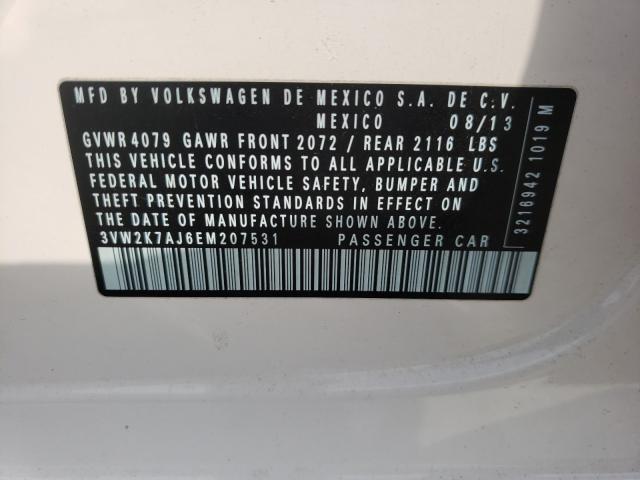 MFD BY VOLKSWAGEN DE MEXICO S.A. DE C.V.
MEXICO 08/13
GVWR 4079 GAWR FRONT 2072 / REAR 2116 LBS
THIS VEHICLE CONFORMS TO ALL APPLICABLE U.S.
FEDERAL MOTOR VEHICLE SAFETY, BUMPER AND
THEFT PREVENTION STANDARDS IN EFFECT ON
THE DATE OF MANUFACTURE SHOWN ABOVE.
3VW2K7AJ6EM207531 PASSENGER CAR
3216942 1019 M